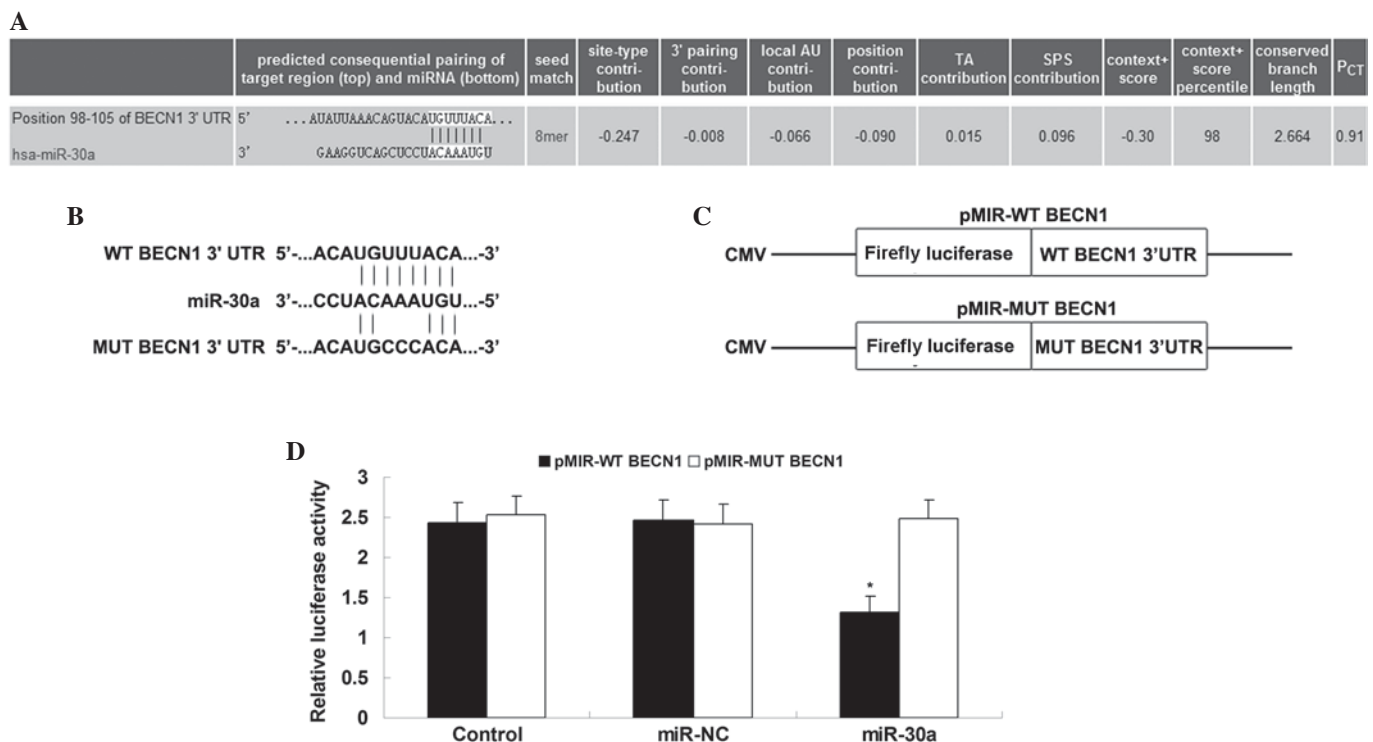 A
predicted consequential pairing of
target region (top) and miRNA (bottom)
seed
match
site-type
contri-
bution
3' pairing
contri-
bution
local AU
contri-
bution
position
contri-
bution
TA
contribution
SPS
contribution
context+
score
context+
score
percentile
conserved
branch
length
PCT
Position 98-105 of BECN1 3' UTR 5' ...AUAUUAAACAGUACAUGUUUACA...
hsa-miR-30a 3' GAAGGUCAGCUCCUACAAAUGU
8mer -0.247 -0.008 -0.066 -0.090 0.015 0.096 -0.30 98 2.664 0.91
B
WT BECN1 3' UTR 5'-...ACAUGUUUACA...-3'
miR-30a 3'-...CCUACAAAUGU...-5'
MUT BECN1 3' UTR 5'-...ACAUGCCCACA...-3'
C
pMIR-WT BECN1
CMV Firefly luciferase WT BECN1 3'UTR
pMIR-MUT BECN1
CMV Firefly luciferase MUT BECN1 3'UTR
D
pMIR-WT BECN1 pMIR-MUT BECN1
Relative luciferase activity
3
2.5
2
1.5
1
0.5
0
*
Control miR-NC miR-30a